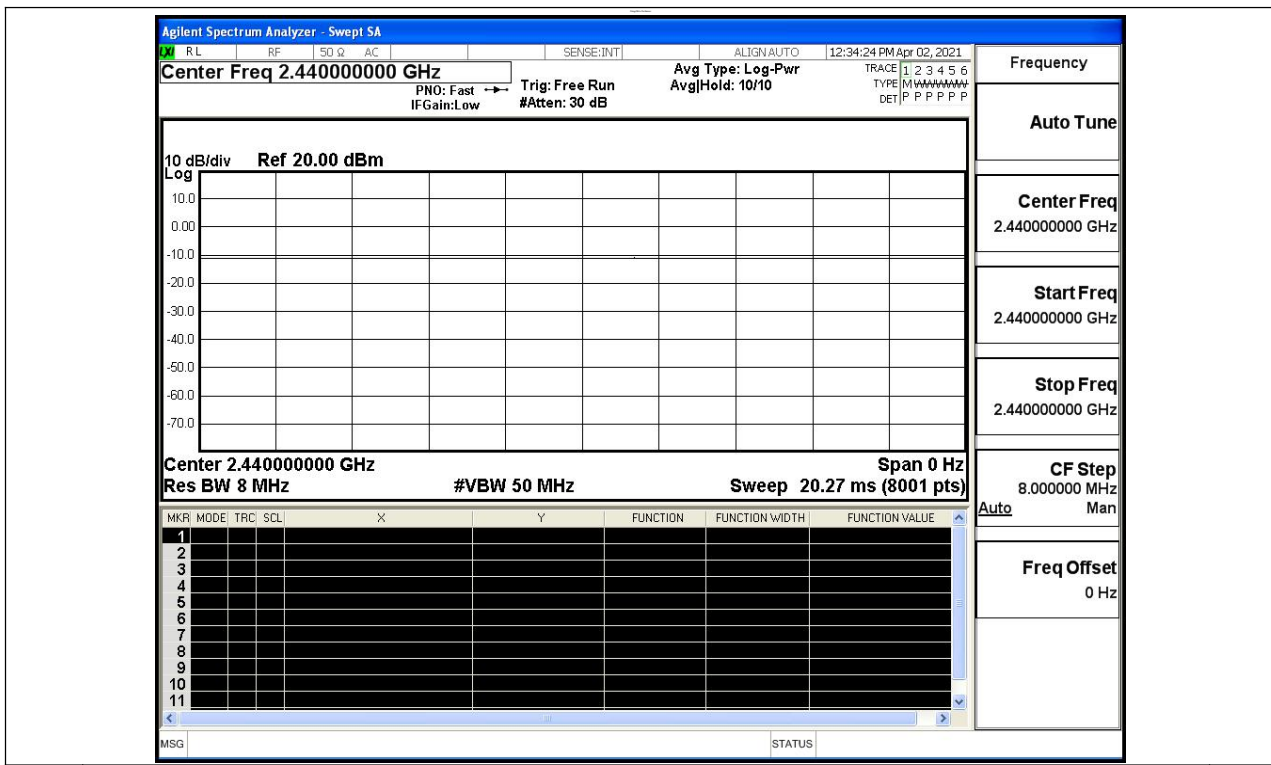 Agilent Spectrum Analyzer - Swept SA
LXI RL RF 50 Ω AC SENSE:INT ALIGN AUTO 12:34:24 PM Apr 02, 2021
Center Freq 2.440000000 GHz
PNO: Fast
IFGain:Low
Trig: Free Run
#Atten: 30 dB
Avg Type: Log-Pwr
Avg|Hold: 10/10
TRACE 1 2 3 4 5 6
TYPE M W W W W W
DET P P P P P P
10 dB/div Ref 20.00 dBm
Log
10.0
0.00
-10.0
-20.0
-30.0
-40.0
-50.0
-60.0
-70.0
Center 2.440000000 GHz Span 0 Hz
Res BW 8 MHz #VBW 50 MHz Sweep 20.27 ms (8001 pts)
MKR MODE TRC SCL X Y FUNCTION FUNCTION WIDTH FUNCTION VALUE
1
2
3
4
5
6
7
8
9
10
11
MSG STATUS
Frequency
Auto Tune
Center Freq
2.440000000 GHz
Start Freq
2.440000000 GHz
Stop Freq
2.440000000 GHz
CF Step
8.000000 MHz
Auto Man
Freq Offset
0 Hz